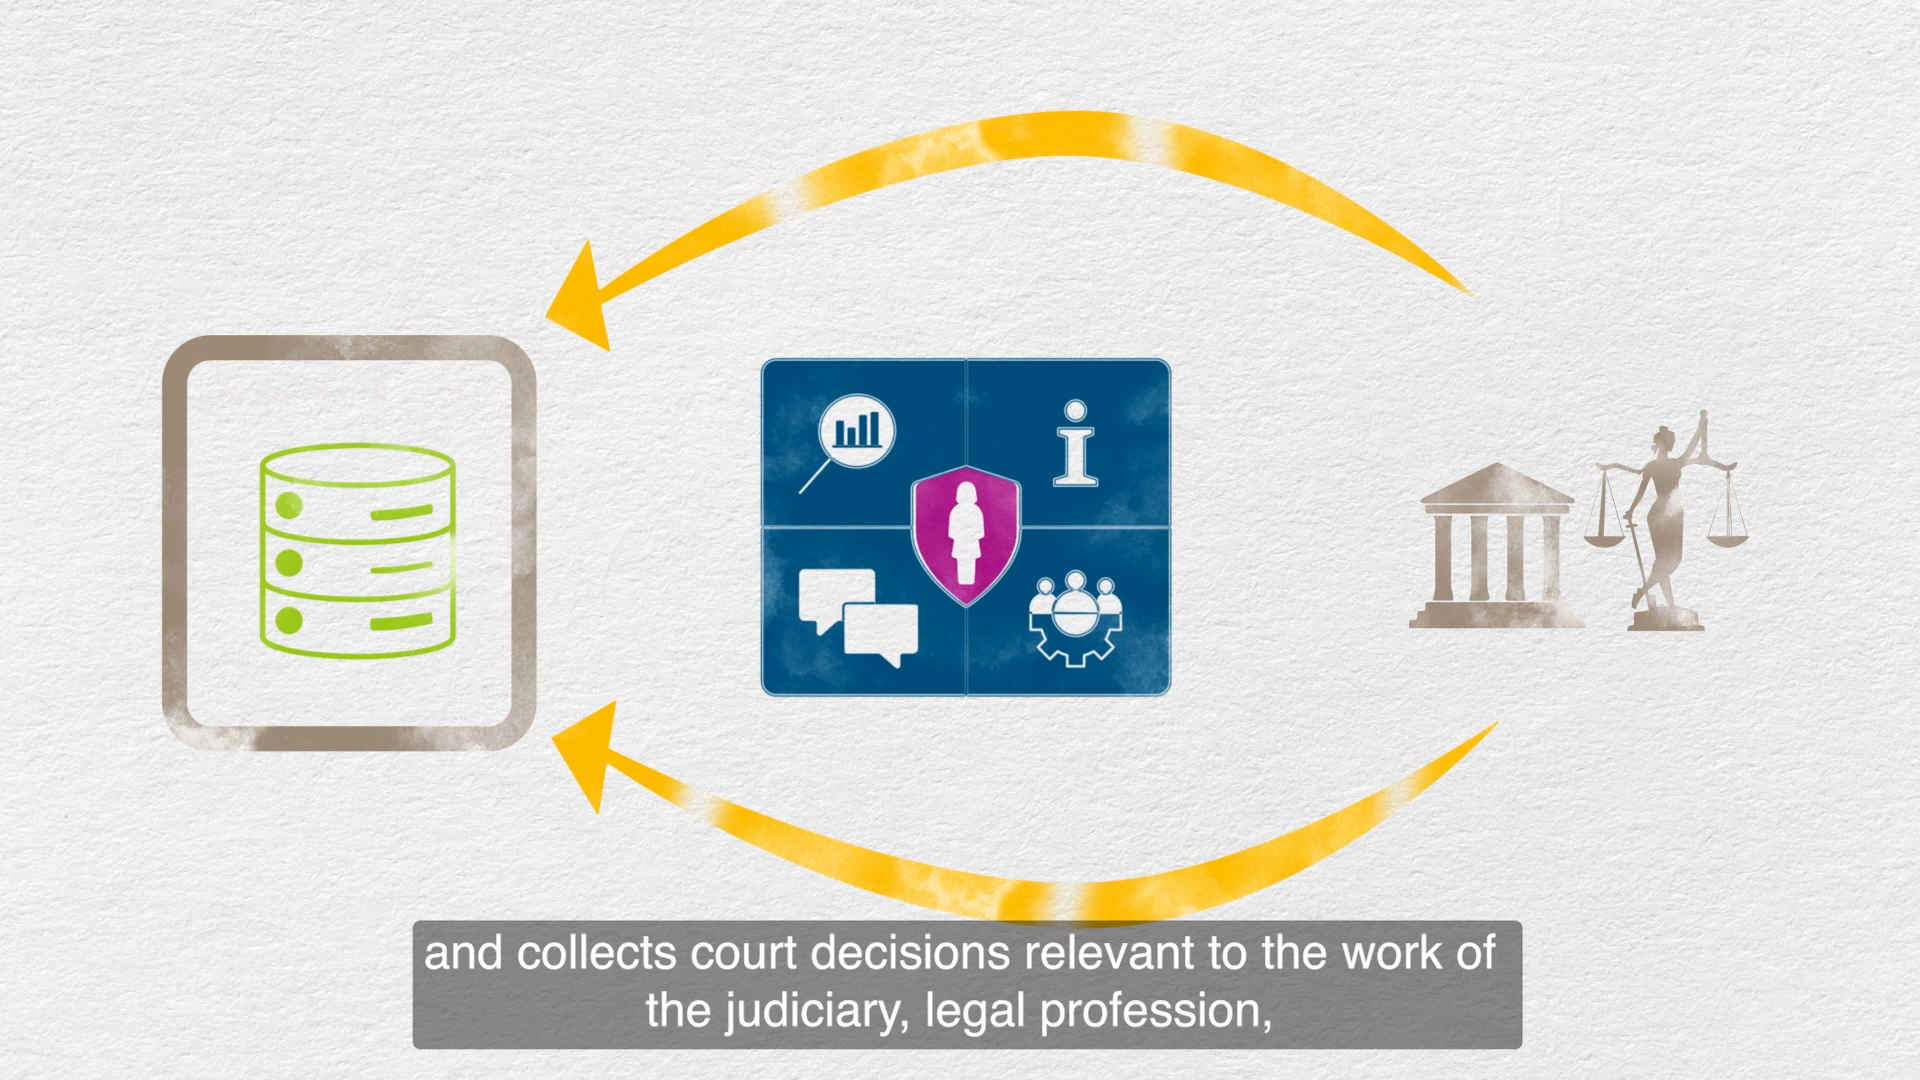 and collects court decisions relevant to the work of
the judiciary, legal profession,